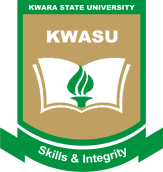 KWARA STATE UNIVERSITY
KWASU
Skills & Integrity